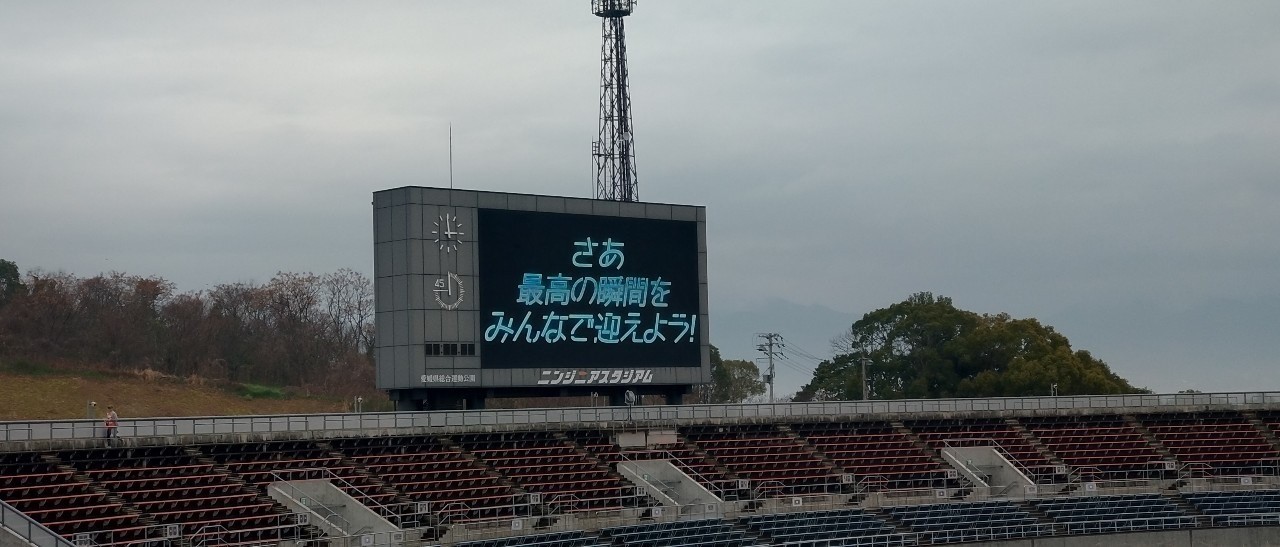 さあ
最高の瞬間を
みんなで迎えよう!
45
愛媛県総合運動公園
ニンジニアスタジアム